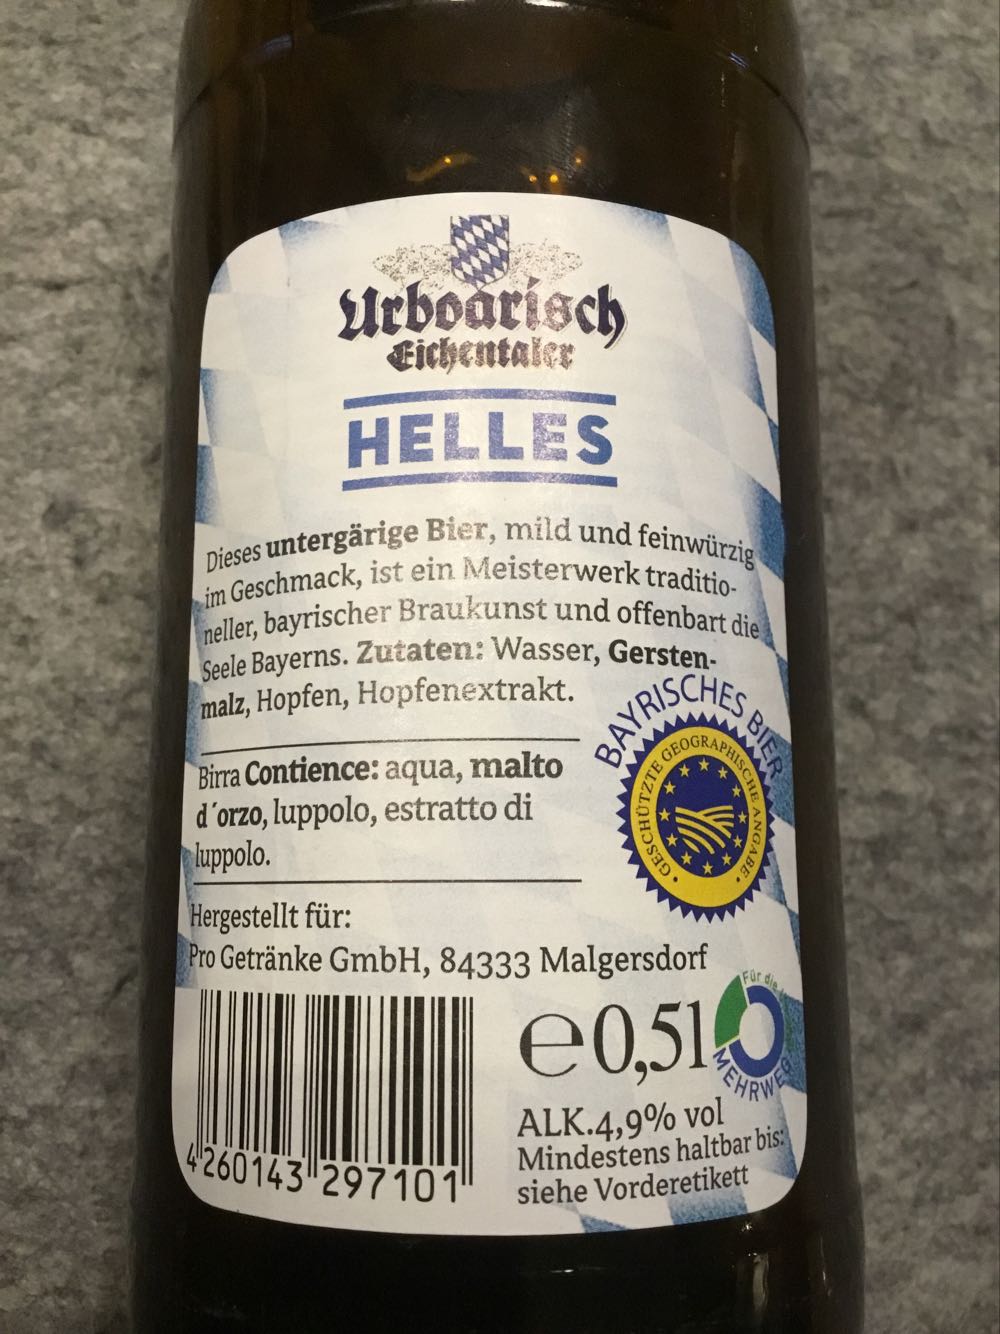 Urboarisch
Eichentaler
HELLES
Dieses untergärige Bier, mild und feinwürzig
im Geschmack, ist ein Meisterwerk traditio-
neller, bayrischer Braukunst und offenbart die
Seele Bayerns. Zutaten: Wasser, Gersten-
malz, Hopfen, Hopfenextrakt.
BAYRISCHES BIER
GESCHÜTZTE GEOGRAPHISCHE ANGABE
Birra Contience: aqua, malto
d´orzo, luppolo, estratto di
luppolo.
Hergestellt für:
Pro Getränke GmbH, 84333 Malgersdorf
e 0,5l
Für die
MEHRWEG
ALK.4,9% vol
Mindestens haltbar bis:
siehe Vorderetikett
4 260143 297101